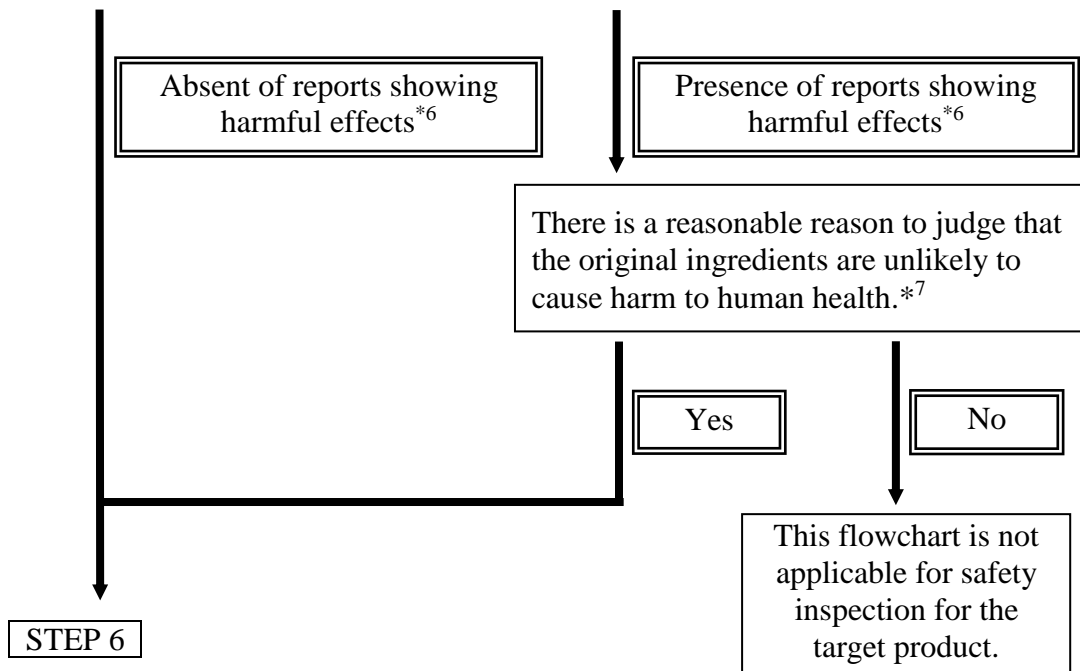 Absent of reports showing
harmful effects*6
Presence of reports showing
harmful effects*6
There is a reasonable reason to judge that
the original ingredients are unlikely to
cause harm to human health.*7
Yes
No
This flowchart is not
applicable for safety
inspection for the
target product.
STEP 6